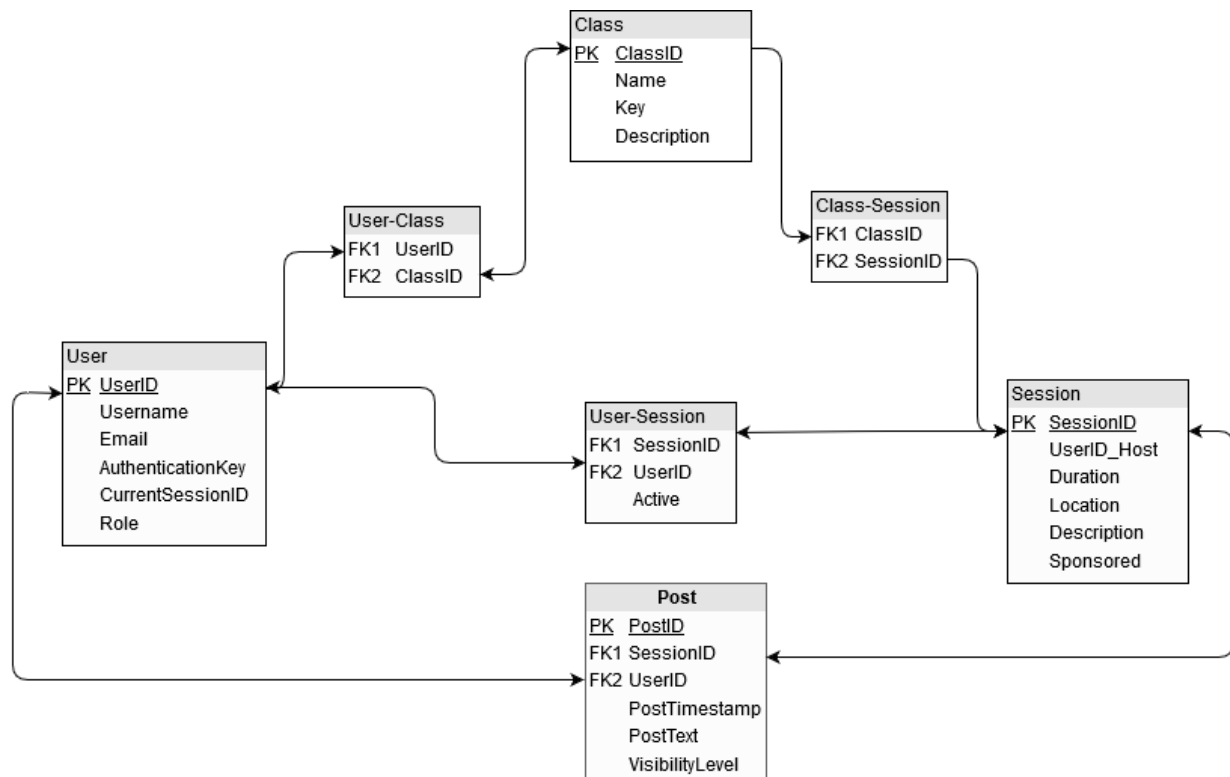 Class
PK ClassID
Name
Key
Description
User-Class
FK1 UserID
FK2 ClassID
Class-Session
FK1 ClassID
FK2 SessionID
User
PK UserID
Username
Email
AuthenticationKey
CurrentSessionID
Role
User-Session
FK1 SessionID
FK2 UserID
Active
Session
PK SessionID
UserID_Host
Duration
Location
Description
Sponsored
Post
PK PostID
FK1 SessionID
FK2 UserID
PostTimestamp
PostText
VisibilityLevel